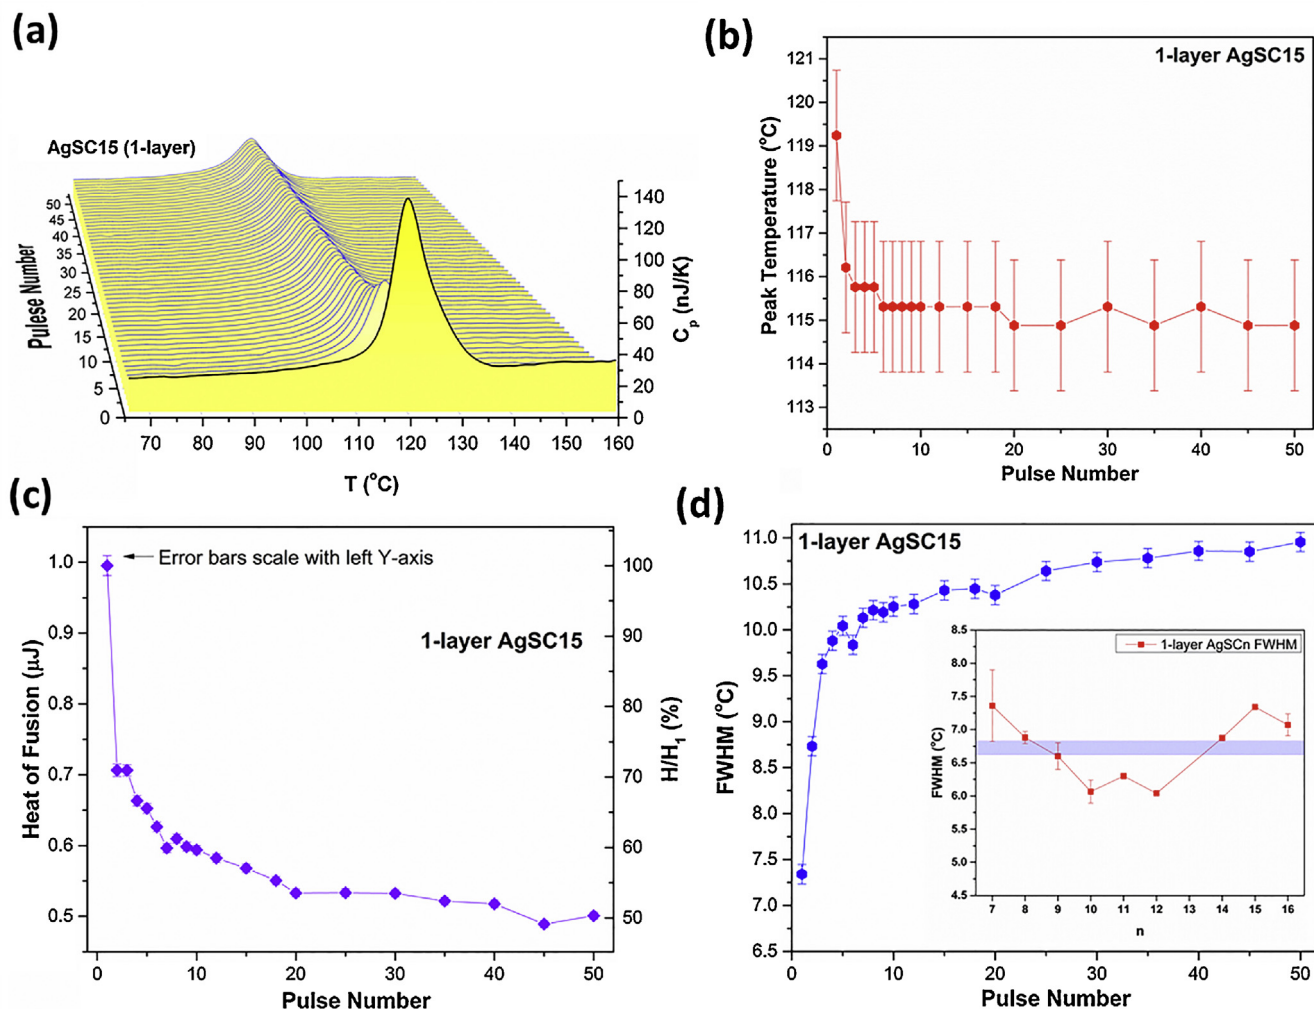 (a)
AgSC15 (1-layer)
50
45
40
35
30
25
20
15
10
5
0
Pulese Number
140
120
100
80
60
40
20
0
Cp (nJ/K)
70 80 90 100 110 120 130 140 150 160
T (°C)
(b)
1-layer AgSC15
121
120
119
118
117
116
115
114
113
Peak Temperature (°C)
0 10 20 30 40 50
Pulse Number
(c)
Error bars scale with left Y-axis
1-layer AgSC15
1.0
0.9
0.8
0.7
0.6
0.5
Heat of Fusion (μJ)
100
90
80
70
60
50
H/H1 (%)
0 10 20 30 40 50
Pulse Number
(d)
1-layer AgSC15
11.0
10.5
10.0
9.5
9.0
8.5
8.0
7.5
7.0
6.5
FWHM (°C)
0 10 20 30 40 50
Pulse Number
1-layer AgSCn FWHM
8.5
8.0
7.5
7.0
6.5
6.0
5.5
5.0
4.5
FWHM (°C)
7 8 9 10 11 12 13 14 15 16
n